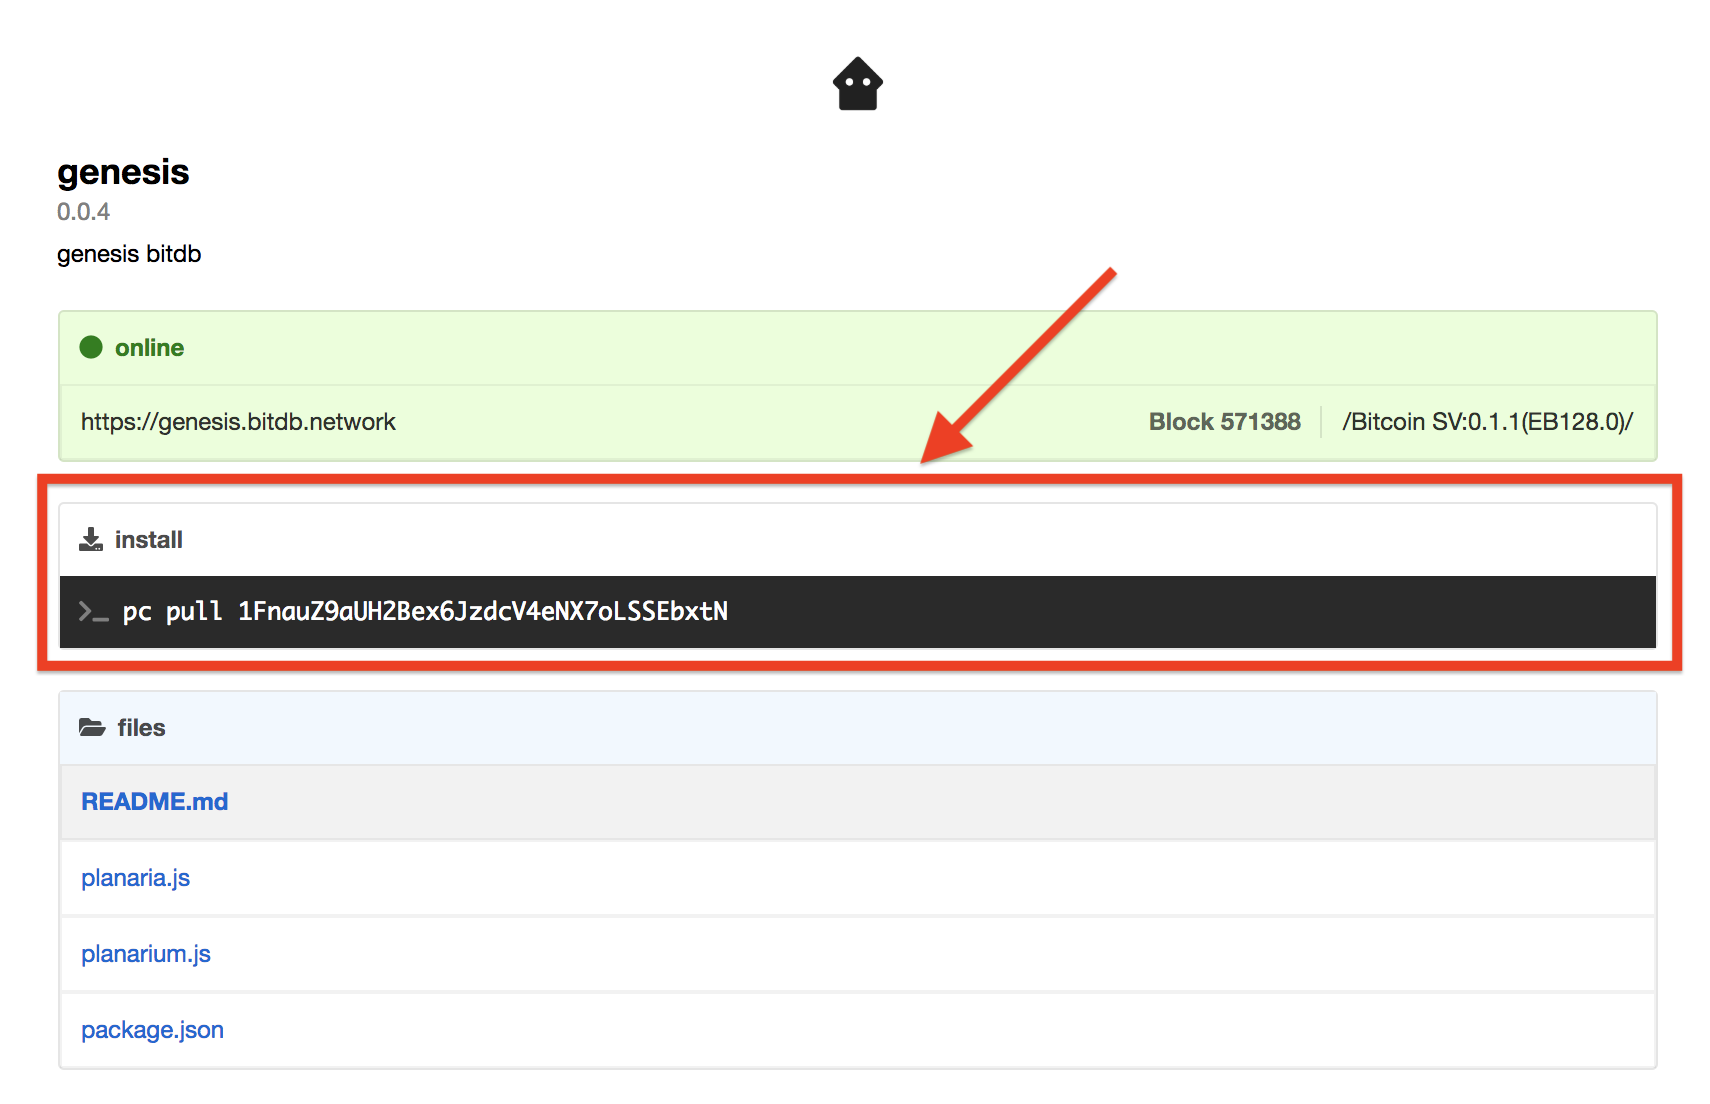 genesis
0.0.4
genesis bitdb
online
https://genesis.bitdb.network Block 571388 /Bitcoin SV:0.1.1(EB128.0)/
install
>_ pc pull 1FnauZ9aUH2Bex6JzdcV4eNX7oLSSEbxtN
files
README.md
planaria.js
planarium.js
package.json